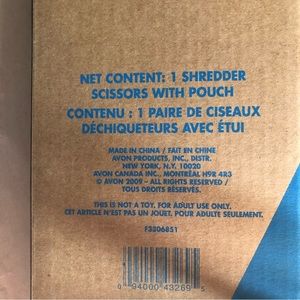 NET CONTENT: 1 SHREDDER
SCISSORS WITH POUCH
CONTENU : 1 PAIRE DE CISEAUX
DÉCHIQUETEURS AVEC ÉTUI
MADE IN CHINA / FAIT EN CHINE
AVON PRODUCTS, INC., DISTR.
NEW YORK, N.Y. 10020
AVON CANADA INC., MONTRÉAL H9R 4R3
© AVON 2009 – ALL RIGHTS RESERVED /
TOUS DROITS RÉSERVÉS
THIS IS NOT A TOY. FOR ADULT USE ONLY.
CET ARTICLE N'EST PAS UN JOUET. POUR ADULTE SEULEMENT.
F3306851
0 94000 43269 5